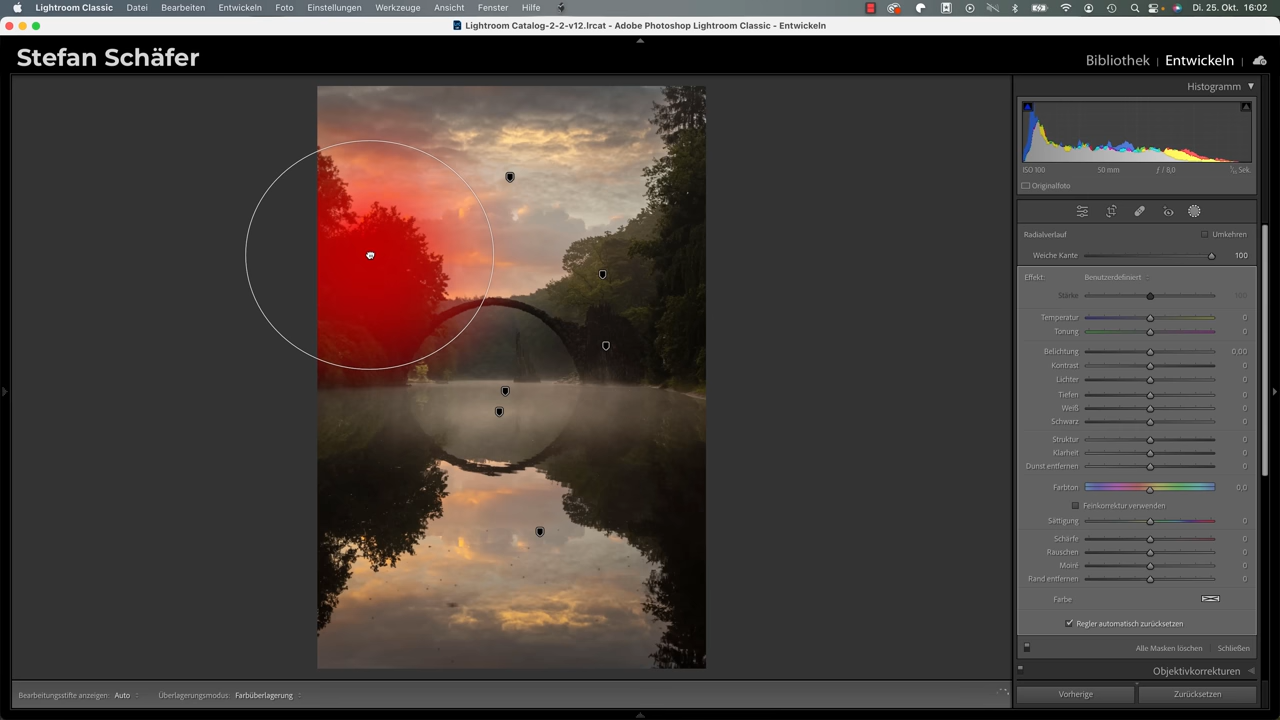 Lightroom Classic Datei Bearbeiten Entwickeln Foto Einstellungen Werkzeuge Ansicht Fenster Hilfe Di 25. Okt. 16:02
Lightroom Catalog-2-2-v12.lrcat - Adobe Photoshop Lightroom Classic - Entwickeln
Stefan Schäfer
Bibliothek | Entwickeln |
Histogramm
ISO 100 50 mm ƒ / 8,0 Sek.
Originalfoto
Radialverlauf Umkehren
Weiche Kante 100
Effekt: Benutzerdefiniert
Stärke 100
Temperatur 0
Tonung 0
Belichtung 0,00
Kontrast 0
Lichter 0
Tiefen 0
Weiß 0
Schwarz 0
Struktur 0
Klarheit 0
Dunst entfernen 0
Farbton 0,0
Feinkorrektur verwenden
Sättigung 0
Schärfe 0
Rauschen 0
Moiré 0
Rand entfernen 0
Farbe
Regler automatisch zurücksetzen
Alle Masken löschen Schließen
Objektivkorrekturen
Bearbeitungsstifte anzeigen: Auto Überlagerungsmodus: Farbüberlagerung
Vorherige Zurücksetzen